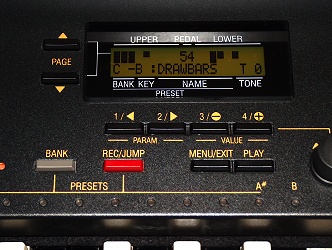 UPPER PEDAL LOWER
54
C -B :DRAWBARS T 0
BANK KEY NAME TONE
PRESET
PAGE
1/◀ 2/▶ 3/⊖ 4/⊕
PARAM VALUE
BANK REC/JUMP MENU/EXIT PLAY
PRESETS
A# B